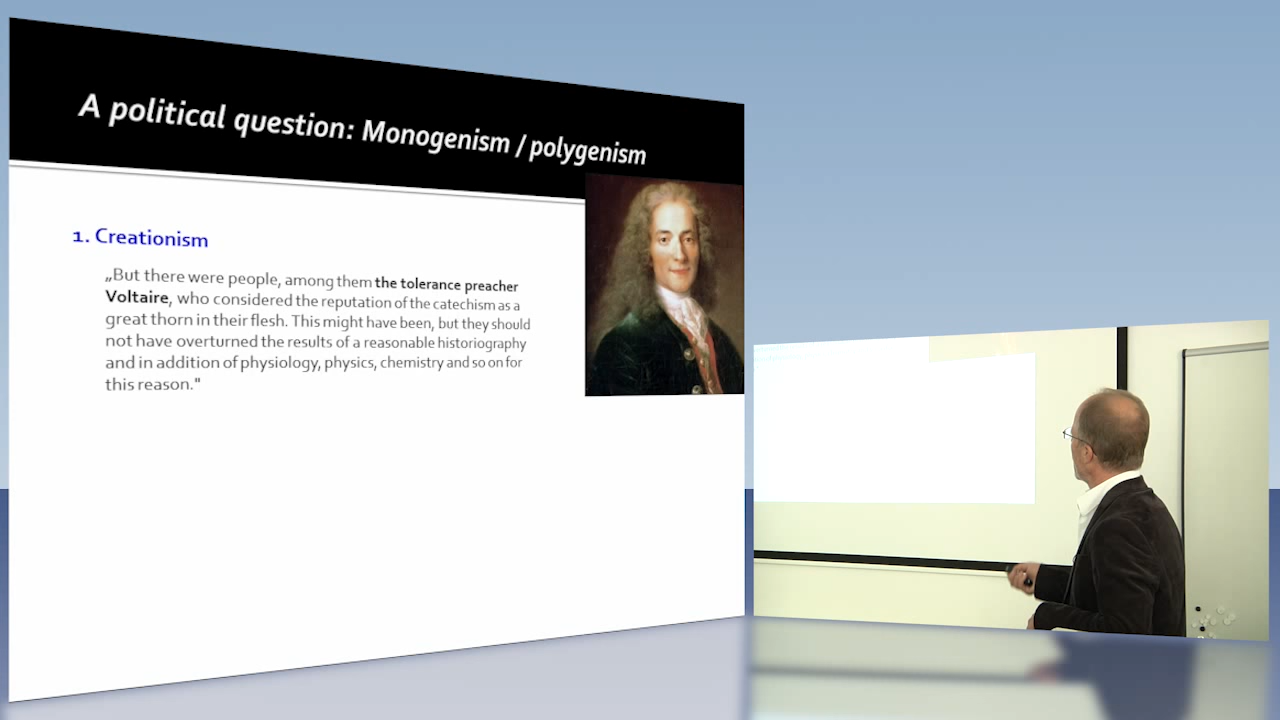 A political question: Monogenism / polygenism
1. Creationism
„But there were people, among them the tolerance preacher
Voltaire, who considered the reputation of the catechism as a
great thorn in their flesh. This might have been, but they should
not have overturned the results of a reasonable historiography
and in addition of physiology, physics, chemistry and so on for
this reason."